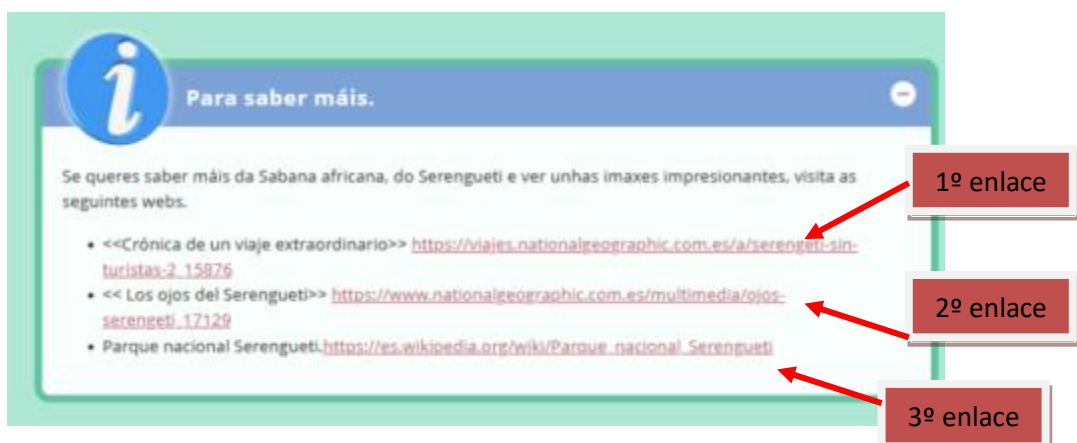 i
Para saber máis.
Se queres saber máis da Sabana africana, do Serengueti e ver unhas imaxes impresionantes, visita as
seguintes webs.
• <<Crónica de un viaje extraordinario>> https://viajes.nationalgeographic.com.es/a/serengeti-sin-
turistas-2_15876
• << Los ojos del Serengueti>> https://www.nationalgeographic.com.es/multimedia/ojos-
serengeti_17129
• Parque nacional Serengueti.https://es.wikipedia.org/wiki/Parque_nacional_Serengueti
1º enlace
2º enlace
3º enlace